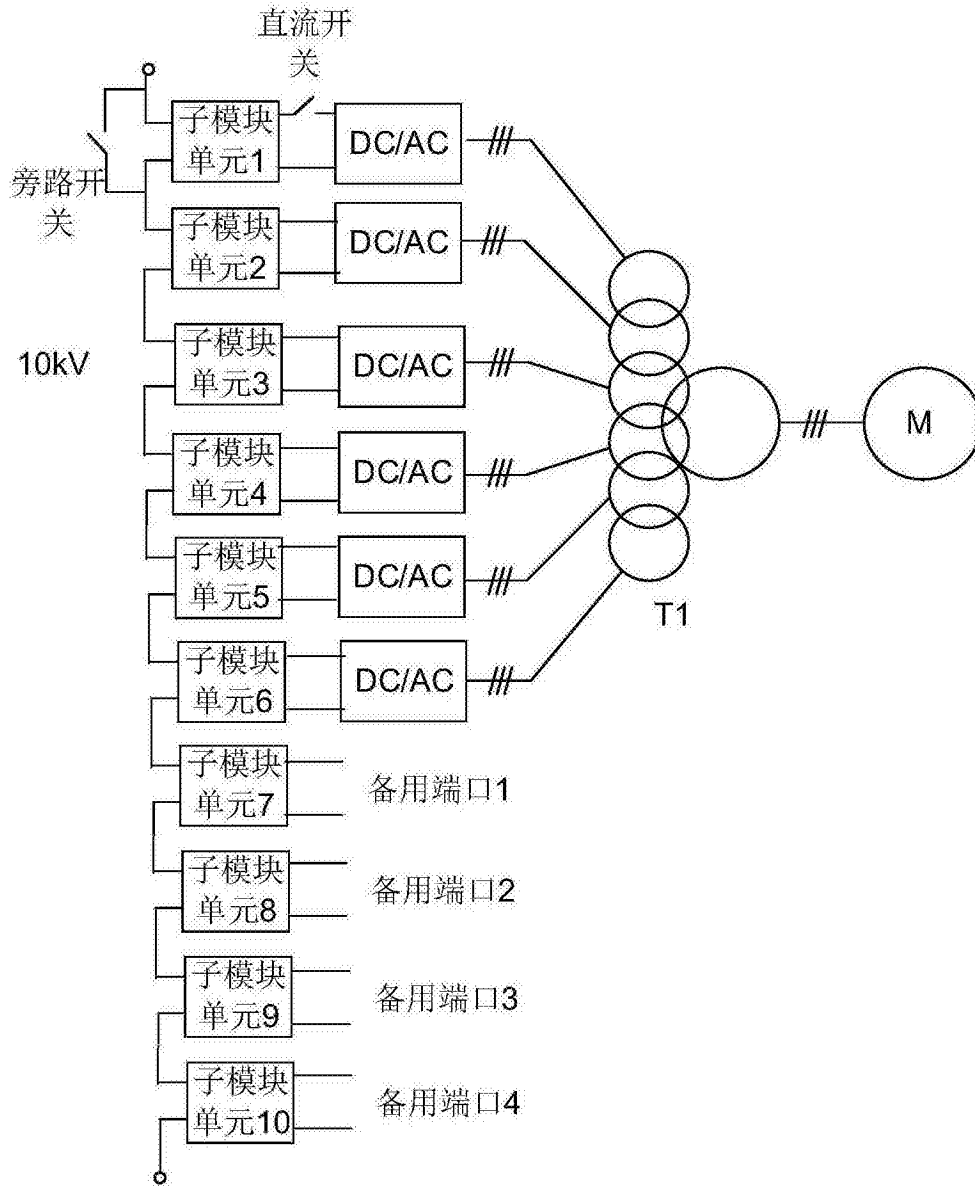 直流开
关
子模块
单元1
DC/AC
旁路开
关
子模块
单元2
DC/AC
10kV
子模块
单元3
DC/AC
M
子模块
单元4
DC/AC
子模块
单元5
DC/AC
T1
子模块
单元6
DC/AC
子模块
单元7
备用端口1
子模块
单元8
备用端口2
子模块
单元9
备用端口3
子模块
单元10
备用端口4